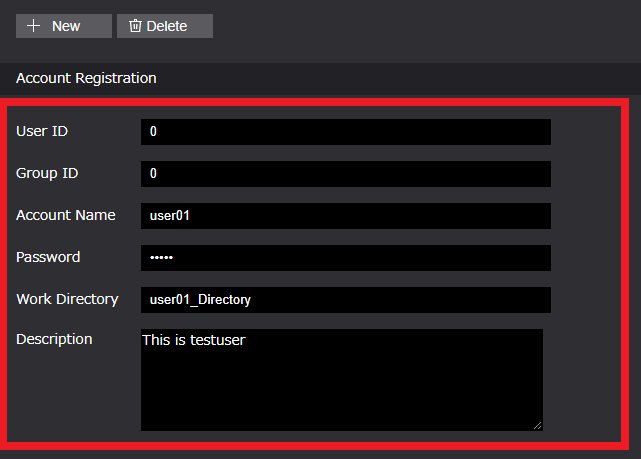 New Delete
Account Registration
User ID 0
Group ID 0
Account Name user01
Password •••••
Work Directory user01_Directory
Description This is testuser